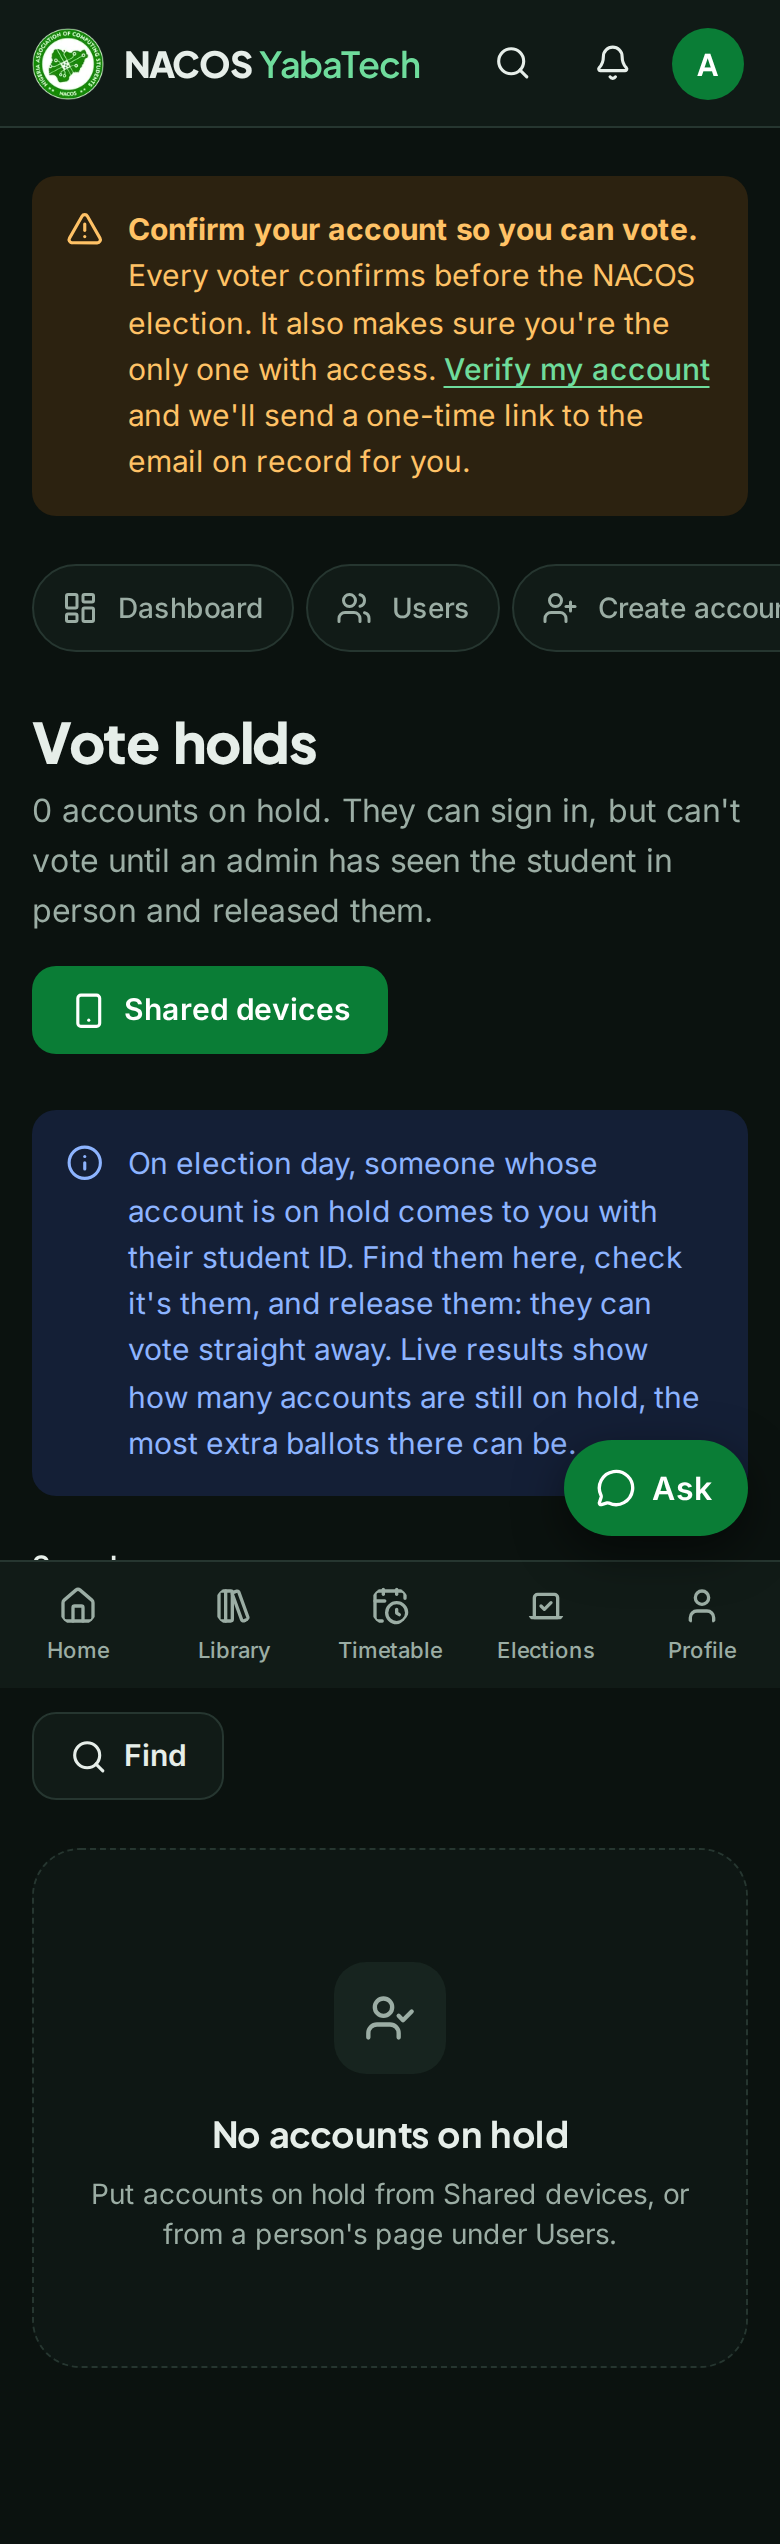 NACOS YabaTech
A
Confirm your account so you can vote.
Every voter confirms before the NACOS
election. It also makes sure you're the
only one with access. Verify my account
and we'll send a one-time link to the
email on record for you.
Dashboard
Users
Create accoun
Vote holds
0 accounts on hold. They can sign in, but can't
vote until an admin has seen the student in
person and released them.
Shared devices
On election day, someone whose
account is on hold comes to you with
their student ID. Find them here, check
it's them, and release them: they can
vote straight away. Live results show
how many accounts are still on hold, the
most extra ballots there can be.
Ask
Home
Library
Timetable
Elections
Profile
Find
No accounts on hold
Put accounts on hold from Shared devices, or
from a person's page under Users.